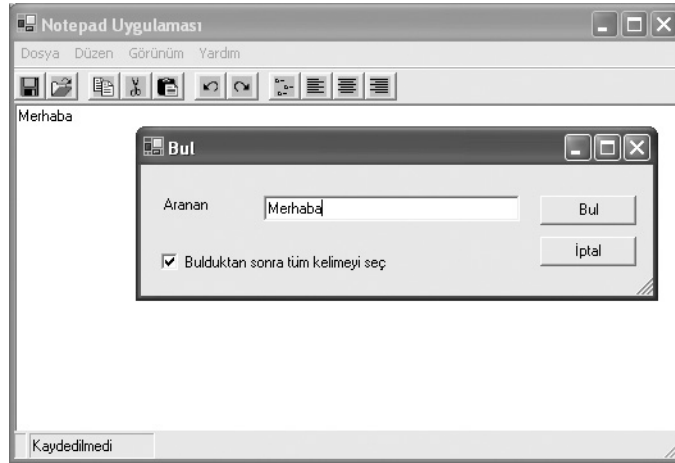 Notepad Uygulaması
Dosya Düzen Görünüm Yardım
Merhaba
Bul
Aranan Merhaba Bul
Bulduktan sonra tüm kelimeyi seç İptal
Kaydedilmedi